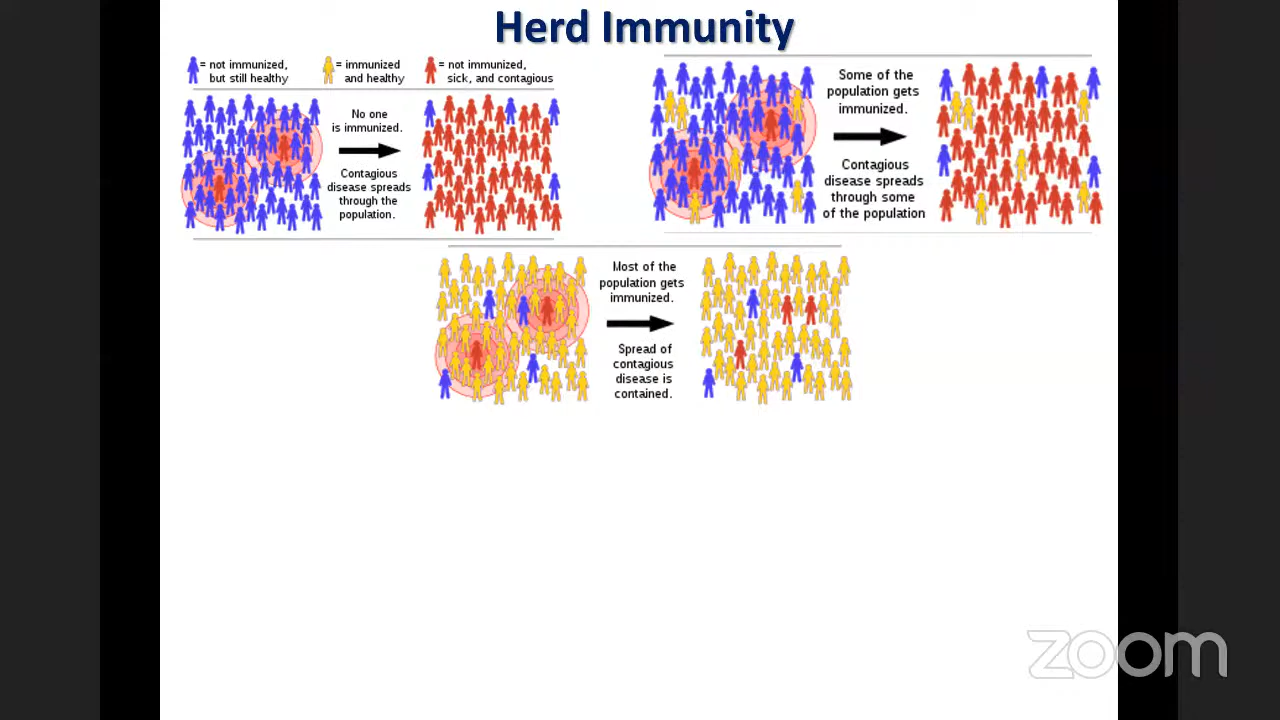 Herd Immunity
= not immunized,
but still healthy
= immunized
and healthy
= not immunized,
sick, and contagious
No one
is immunized.
Contagious
disease spreads
through the
population.
Some of the
population gets
immunized.
Contagious
disease spreads
through some
of the population
Most of the
population gets
immunized.
Spread of
contagious
disease is
contained.
zoom